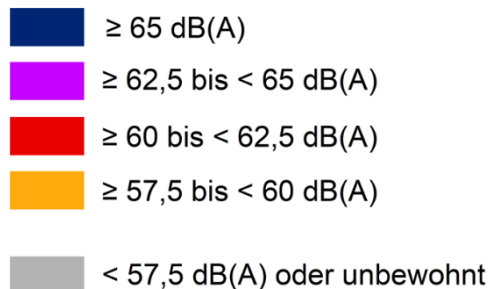 ≥ 65 dB(A)
≥ 62,5 bis < 65 dB(A)
≥ 60 bis < 62,5 dB(A)
≥ 57,5 bis < 60 dB(A)
< 57,5 dB(A) oder unbewohnt